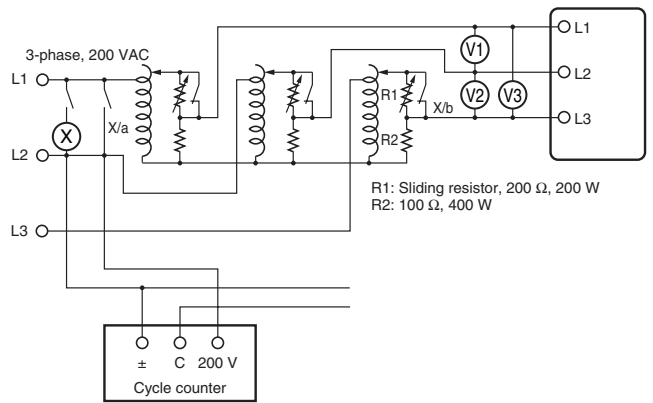 3-phase, 200 VAC
L1
L2
L3
X
X/a
R1
R2
X/b
V1
V2
V3
L1
L2
L3
R1: Sliding resistor, 200 Ω, 200 W
R2: 100 Ω, 400 W
± C 200 V
Cycle counter